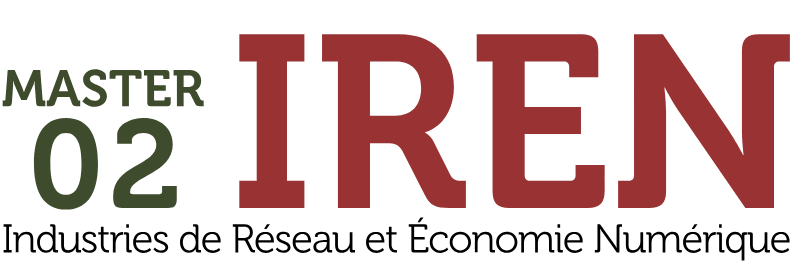 MASTER
02
IREN
Industries de Réseau et Économie Numérique